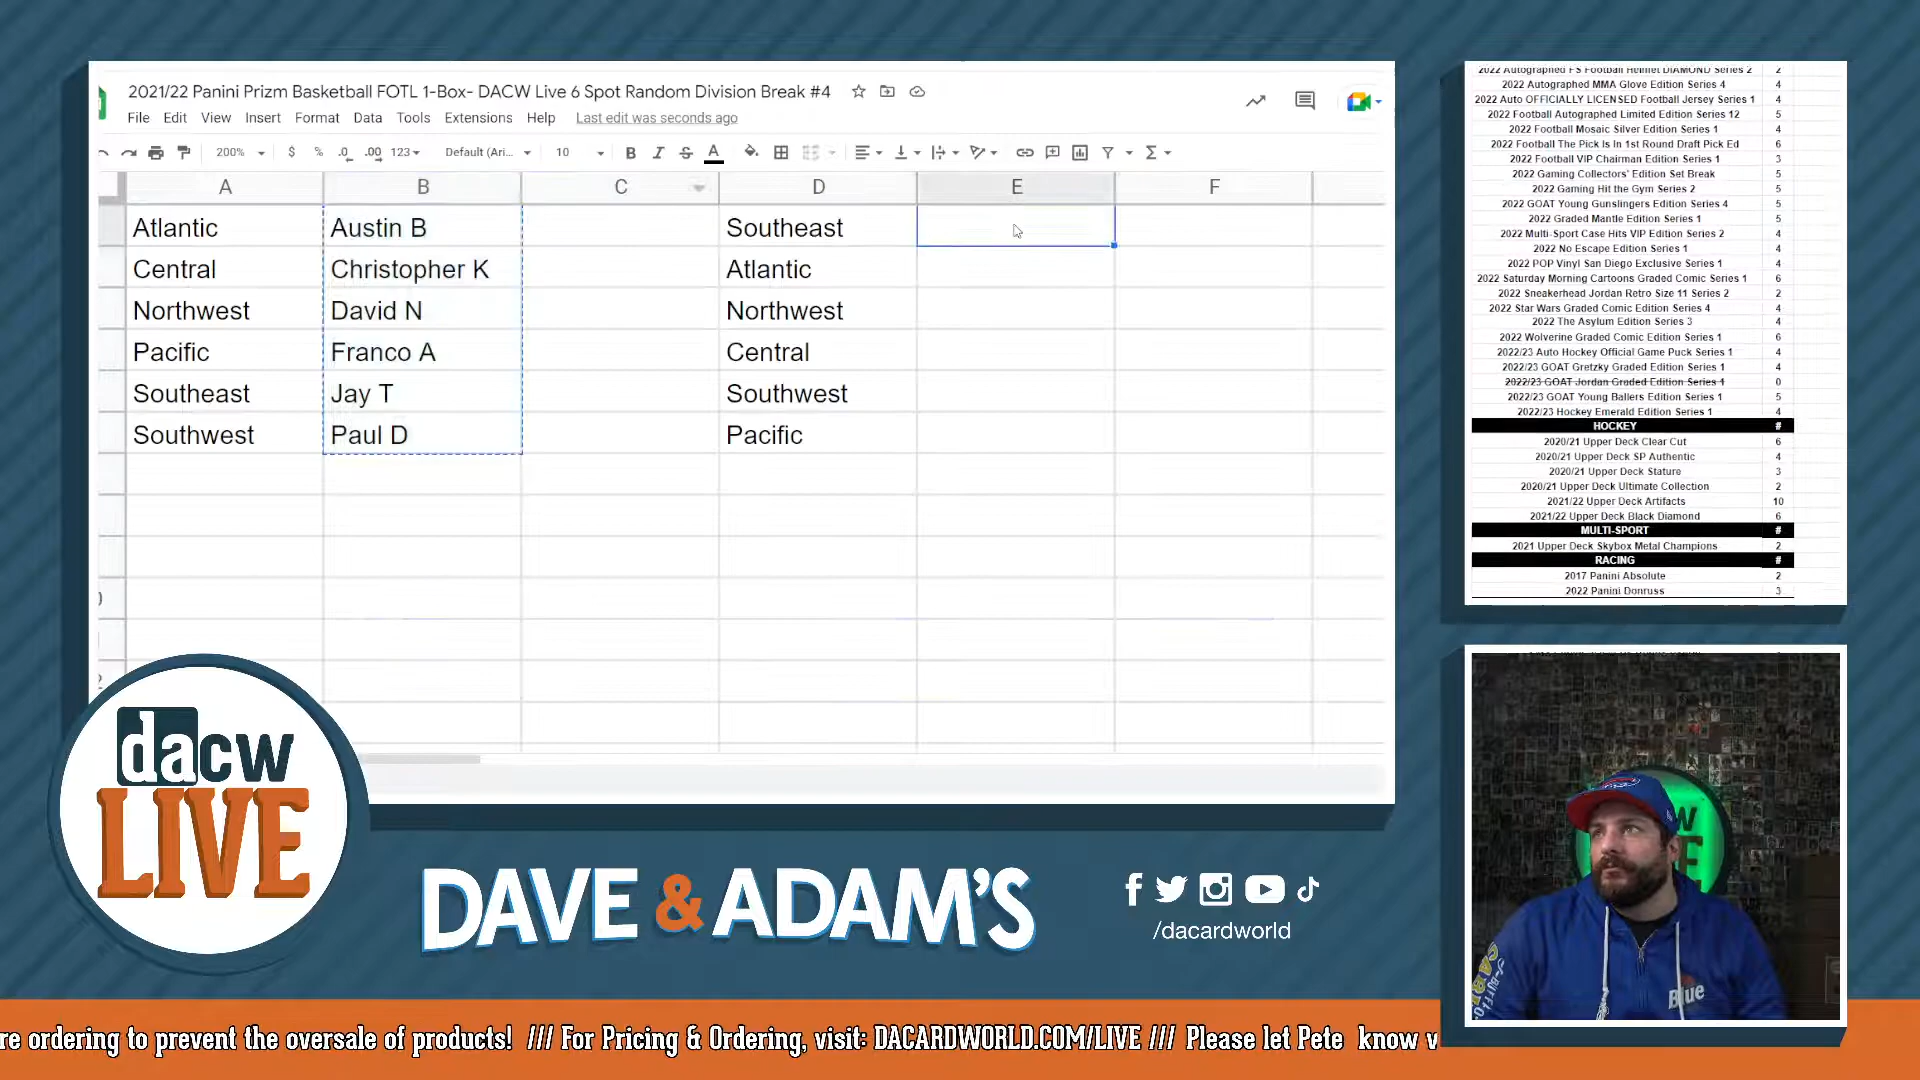 2021/22 Panini Prizm Basketball FOTL 1-Box- DACW Live 6 Spot Random Division Break #4
File Edit View Insert Format Data Tools Extensions Help Last edit was seconds ago
200% $ % .0 .00 123 Default (Ari... 10 B I S A
A B C D E F
Atlantic Austin B Southeast
Central Christopher K Atlantic
Northwest David N Northwest
Pacific Franco A Central
Southeast Jay T Southwest
Southwest Paul D Pacific
2022 Autographed FS Football Helmet DIAMOND Series 2 2
2022 Autographed MMA Glove Edition Series 4 4
2022 Auto OFFICIALLY LICENSED Football Jersey Series 1 4
2022 Football Autographed Limited Edition Series 12 5
2022 Football Mosaic Silver Edition Series 1 4
2022 Football The Pick Is In 1st Round Draft Pick Ed 6
2022 Football VIP Chairman Edition Series 1 3
2022 Gaming Collectors' Edition Set Break 5
2022 Gaming Hit the Gym Series 2 5
2022 GOAT Young Gunslingers Edition Series 4 5
2022 Graded Mantle Edition Series 1 5
2022 Multi-Sport Case Hits VIP Edition Series 2 4
2022 No Escape Edition Series 1 4
2022 POP Vinyl San Diego Exclusive Series 1 4
2022 Saturday Morning Cartoons Graded Comic Series 1 6
2022 Sneakerhead Jordan Retro Size 11 Series 2 2
2022 Star Wars Graded Comic Edition Series 4 4
2022 The Asylum Edition Series 3 4
2022 Wolverine Graded Comic Edition Series 1 6
2022/23 Auto Hockey Official Game Puck Series 1 4
2022/23 GOAT Gretzky Graded Edition Series 1 4
2022/23 GOAT Jordan Graded Edition Series 1 0
2022/23 GOAT Young Ballers Edition Series 1 5
2022/23 Hockey Emerald Edition Series 1 4
HOCKEY #
2020/21 Upper Deck Clear Cut 6
2020/21 Upper Deck SP Authentic 4
2020/21 Upper Deck Stature 3
2020/21 Upper Deck Ultimate Collection 2
2021/22 Upper Deck Artifacts 10
2021/22 Upper Deck Black Diamond 6
MULTI-SPORT #
2021 Upper Deck Skybox Metal Champions 2
RACING #
2017 Panini Absolute 2
2022 Panini Donruss 3
dacw
LIVE
DAVE & ADAM'S
/dacardworld
Blue
re ordering to prevent the oversale of products! /// For Pricing & Ordering, visit: DACARDWORLD.COM/LIVE /// Please let Pete know